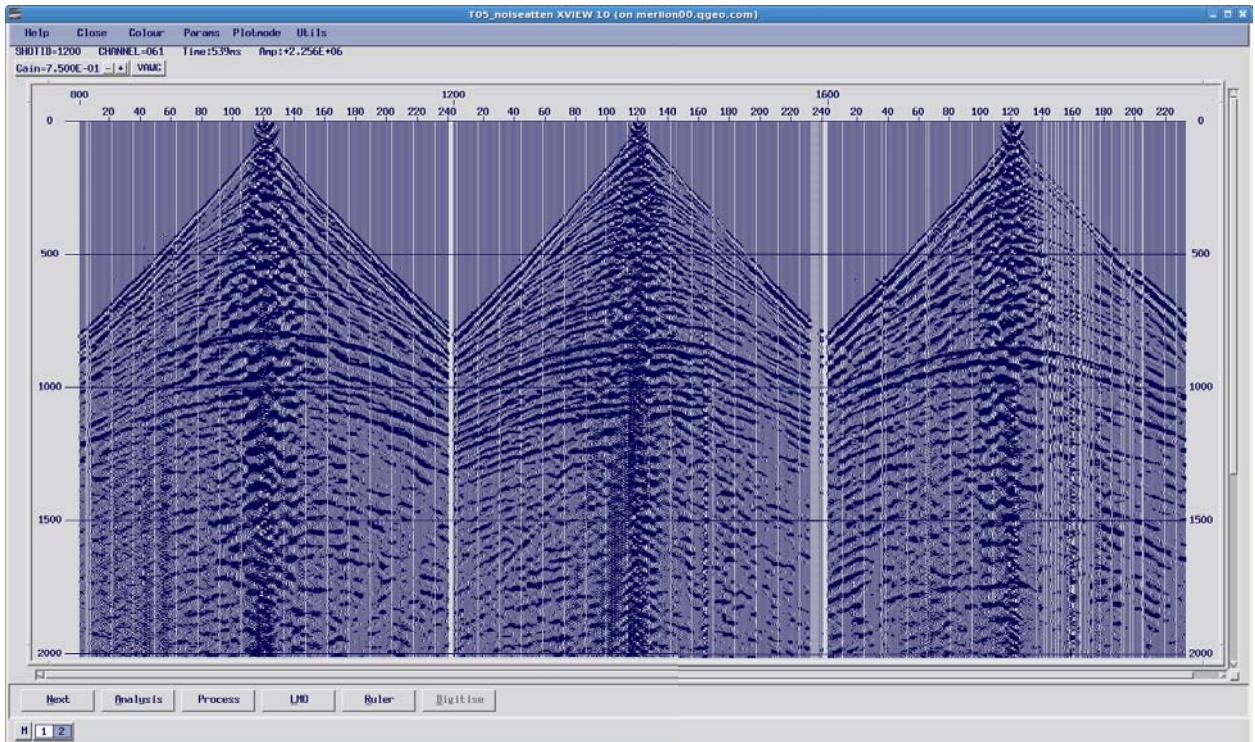 T05_noiseatten XVIEW 10 (on merlion00.qgeo.com)
Help Close Colour Params Plotmode Utils
SHOTID=1200 CHANNEL=061 Time:539ms Amp:+2.256E+06
Gain=7.500E-01 - + VAWG
800 1200 1600
20 40 60 80 100 120 140 160 180 200 220 240 20 40 60 80 100 120 140 160 180 200 220 240 20 40 60 80 100 120 140 160 180 200 220
0 0
500 500
1000 1000
1500 1500
2000 2000
Next Analysis Process LMO Ruler Digitise
M 1 2